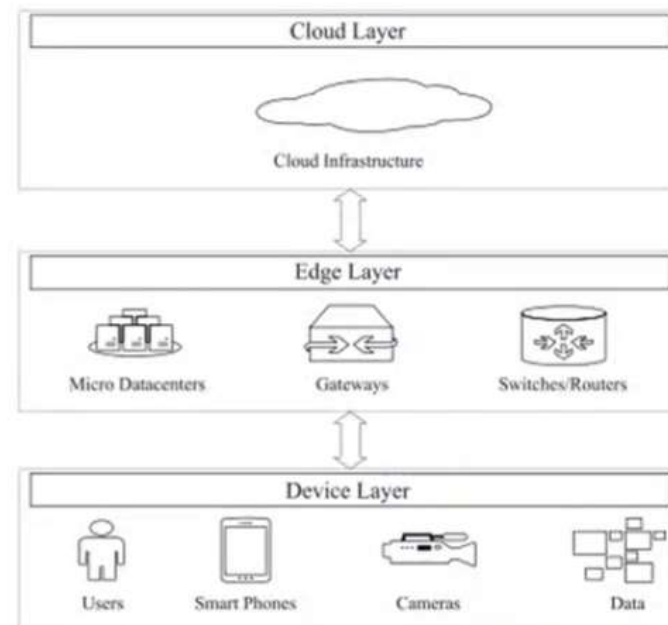 Cloud Layer
Cloud Infrastructure
Edge Layer
Micro Datacenters Gateways Switches/Routers
Device Layer
Users Smart Phones Cameras Data